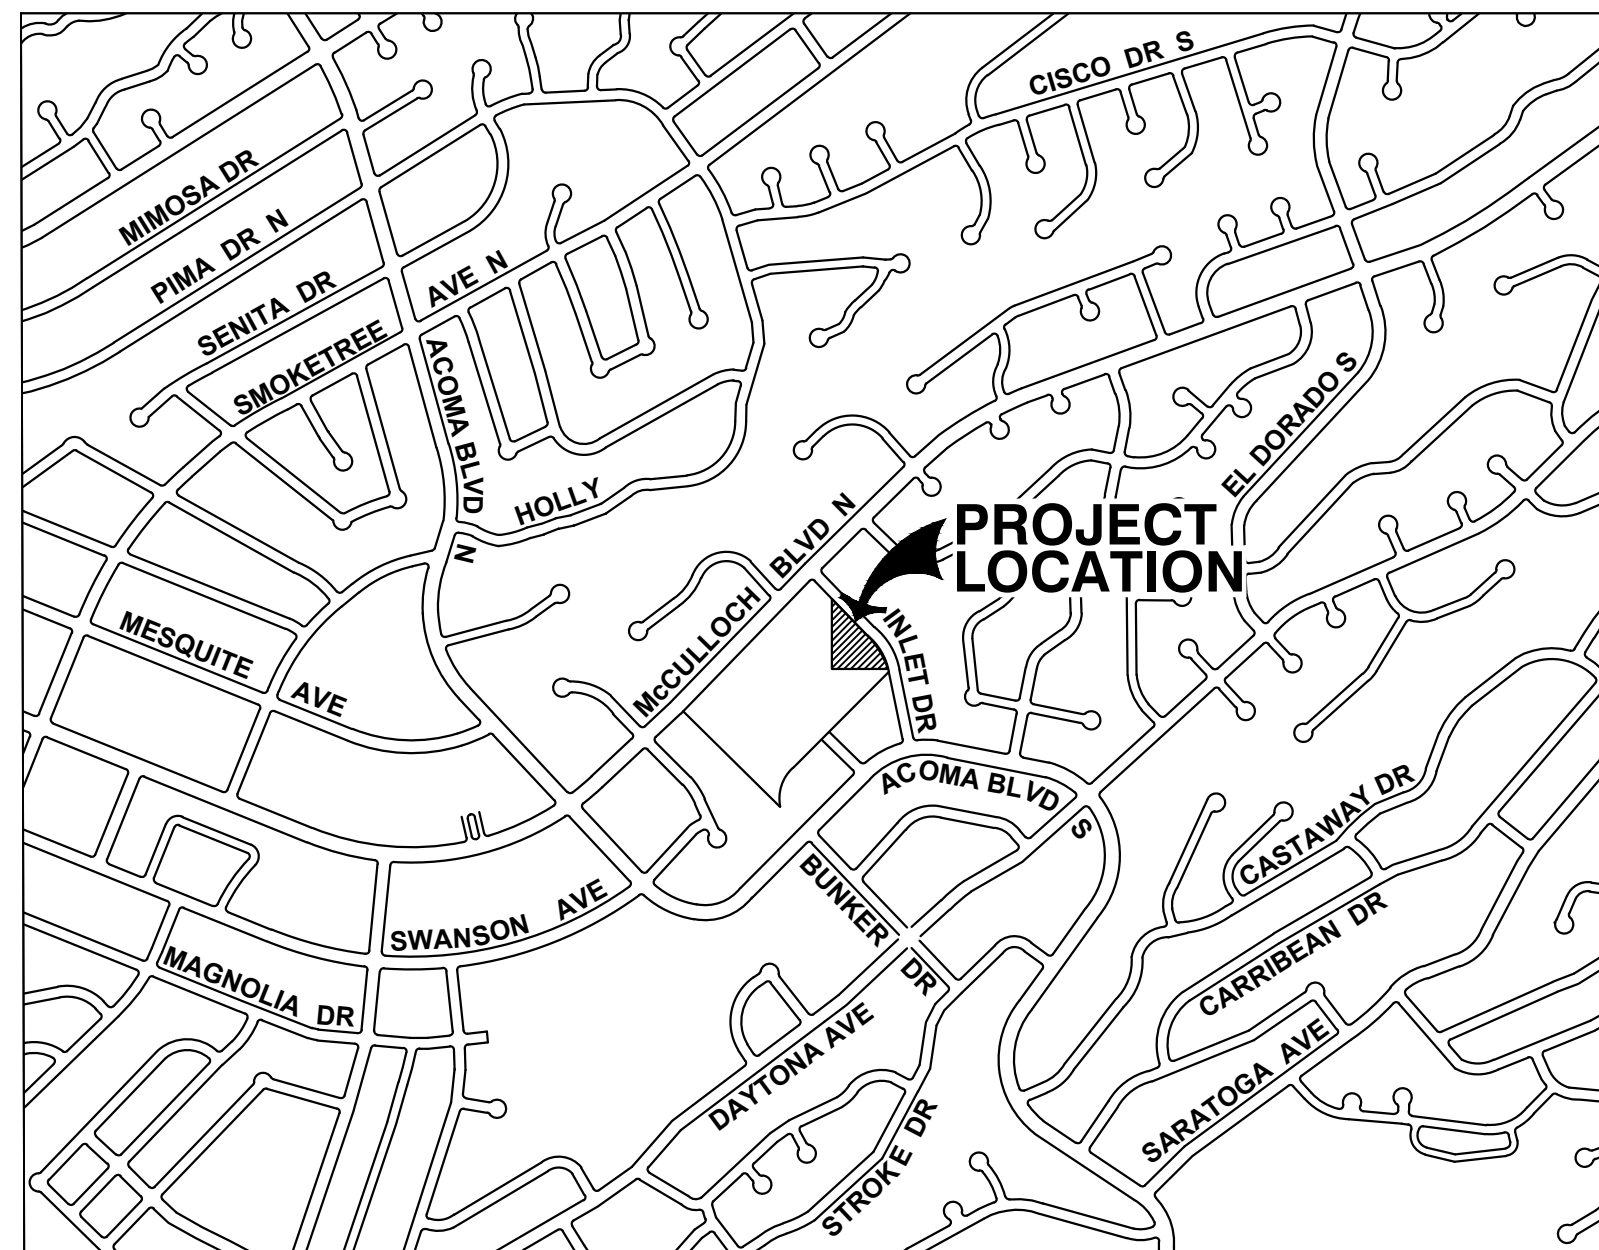 CISCO DR S
MIMOSA DR
PIMA DR N
SENITA DR
SMOKETREE AVE N
ACOMA BLVD N
HOLLY
EL DORADO S
McCULLOCH BLVD N
PROJECT
LOCATION
INLET DR
MESQUITE AVE
ACOMA BLVD S
CASTAWAY DR
BUNKER DR
SWANSON AVE
CARRIBEAN DR
MAGNOLIA DR
DAYTONA AVE
SARATOGA AVE
STROKE DR